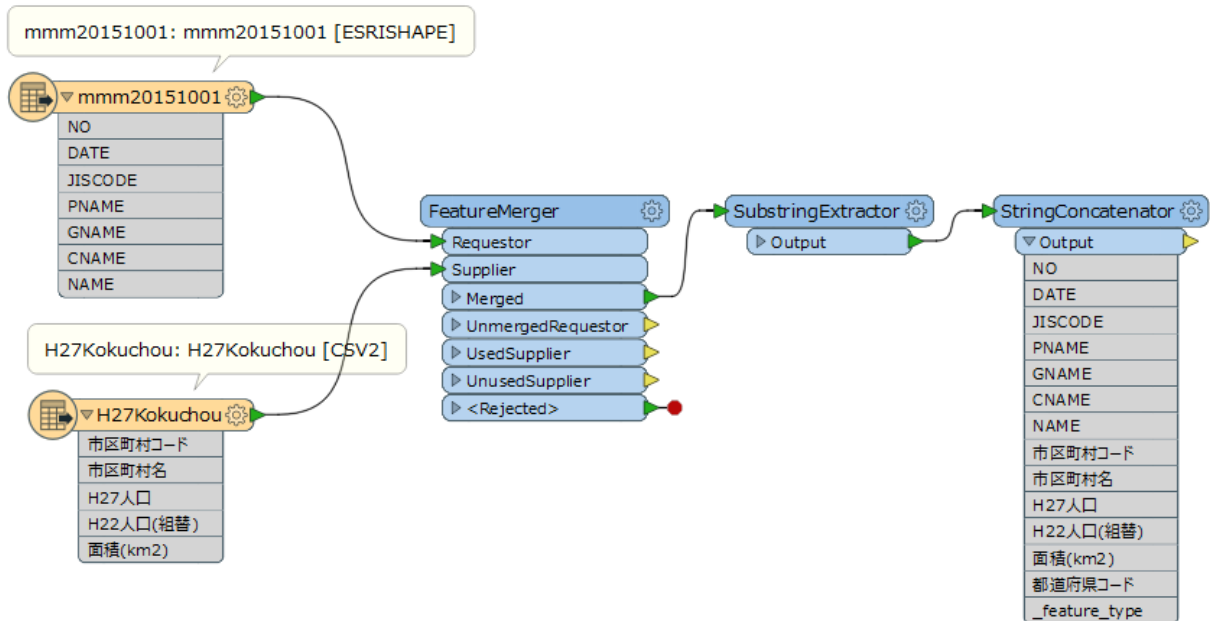 mmm20151001: mmm20151001 [ESRISHAPE]
mmm20151001
NO
DATE
JISCODE
PNAME
GNAME
CNAME
NAME
H27Kokuchou: H27Kokuchou [CSV2]
H27Kokuchou
市区町村コード
市区町村名
H27人口
H22人口(組替)
面積(km2)
FeatureMerger
Requestor
Supplier
Merged
UnmergedRequestor
UsedSupplier
UnusedSupplier
<Rejected>
SubstringExtractor
Output
StringConcatenator
Output
NO
DATE
JISCODE
PNAME
GNAME
CNAME
NAME
市区町村コード
市区町村名
H27人口
H22人口(組替)
面積(km2)
都道府県コード
_feature_type